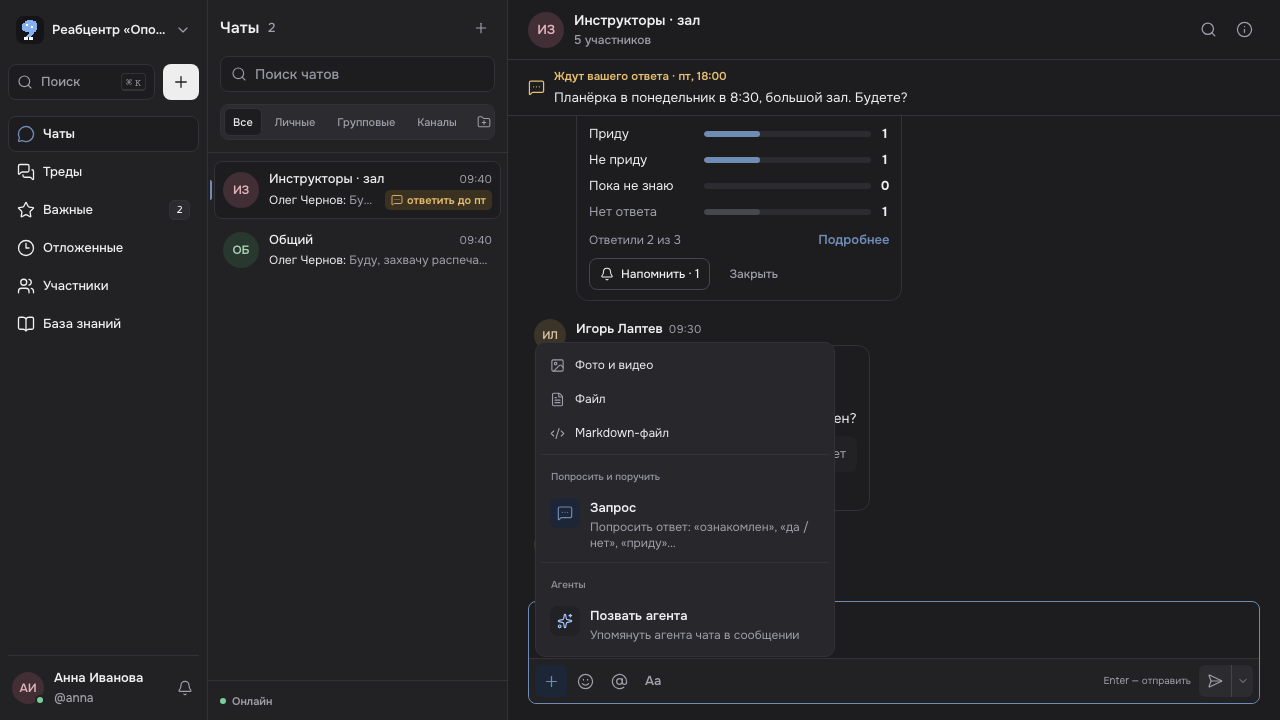 Реабцентр «Опо...
Поиск
⌘ K
Чаты
Треды
Важные
2
Отложенные
Участники
База знаний
АИ
Анна Иванова
@anna
Чаты 2
Поиск чатов
Все
Личные
Групповые
Каналы
ИЗ
Инструкторы · зал
09:40
Олег Чернов: Бу...
ответить до пт
ОБ
Общий
09:40
Олег Чернов: Буду, захвачу распеча...
Онлайн
ИЗ
Инструкторы · зал
5 участников
Ждут вашего ответа · пт, 18:00
Планёрка в понедельник в 8:30, большой зал. Будете?
Приду
1
Не приду
1
Пока не знаю
0
Нет ответа
1
Ответили 2 из 3
Подробнее
Напомнить · 1
Закрыть
ИЛ
Игорь Лаптев 09:30
ен?
ет
Фото и видео
Файл
Markdown-файл
Попросить и поручить
Запрос
Попросить ответ: «ознакомлен», «да /
нет», «приду»...
Агенты
Позвать агента
Упомянуть агента чата в сообщении
Aa
Enter — отправить